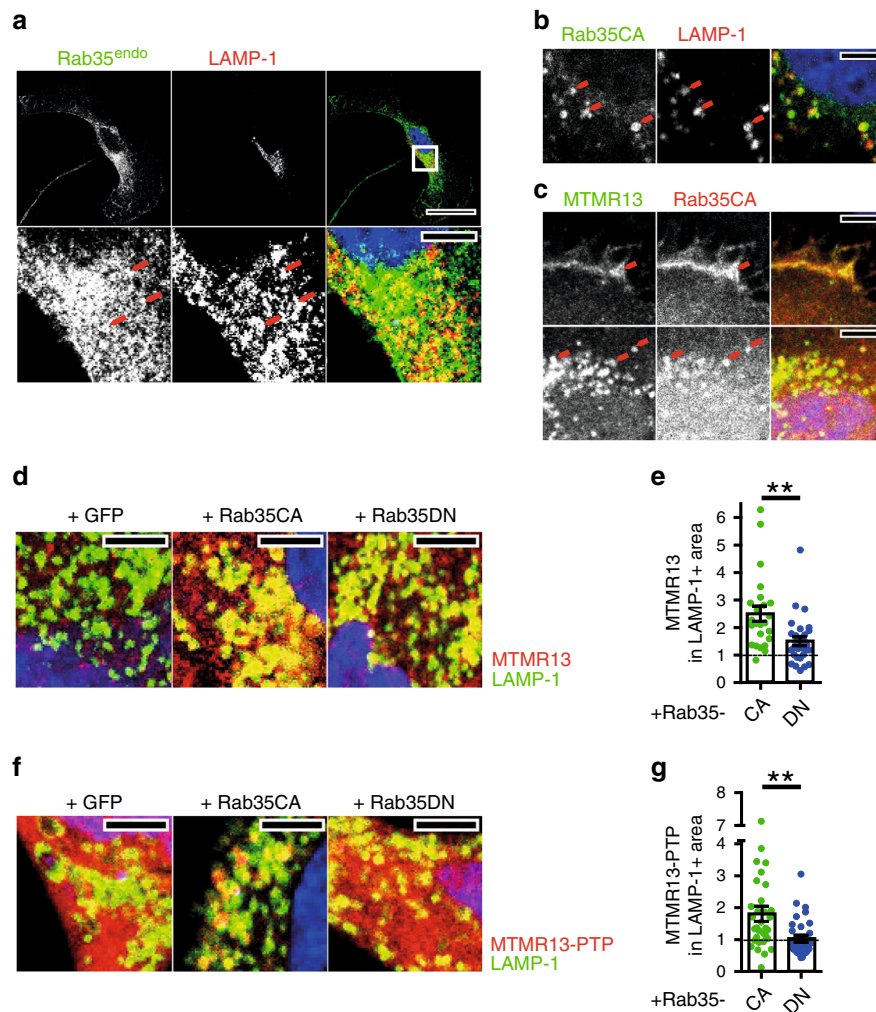 a
Rab35endo LAMP-1
b
Rab35CA LAMP-1
c
MTMR13 Rab35CA
d
+ GFP + Rab35CA + Rab35DN
MTMR13
LAMP-1
e
**
MTMR13
in LAMP-1+ area
6
5
4
3
2
1
0
+Rab35- CA DN
f
+ GFP + Rab35CA + Rab35DN
MTMR13-PTP
LAMP-1
g
**
MTMR13-PTP
in LAMP-1+ area
8
7
4
3
2
1
0
+Rab35- CA DN